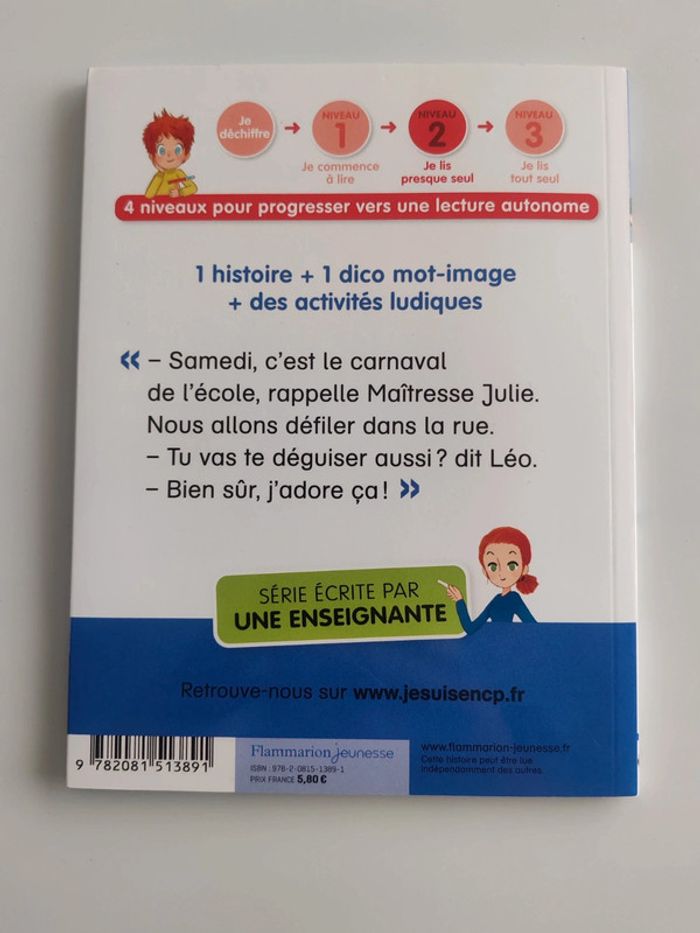 Je
déchiffre
NIVEAU
1
Je commence
à lire
NIVEAU
2
Je lis
presque seul
NIVEAU
3
Je lis
tout seul
4 niveaux pour progresser vers une lecture autonome
1 histoire + 1 dico mot-image
+ des activités ludiques
« – Samedi, c'est le carnaval
de l'école, rappelle Maîtresse Julie.
Nous allons défiler dans la rue.
– Tu vas te déguiser aussi ? dit Léo.
– Bien sûr, j'adore ça ! »
SÉRIE ÉCRITE PAR
UNE ENSEIGNANTE
Retrouve-nous sur www.jesuisencp.fr
9 782081 513891
Flammarion jeunesse
ISBN : 978-2-0815-1389-1
PRIX FRANCE 5,80 €
www.flammarion-jeunesse.fr
Cette histoire peut être lue
indépendamment des autres.